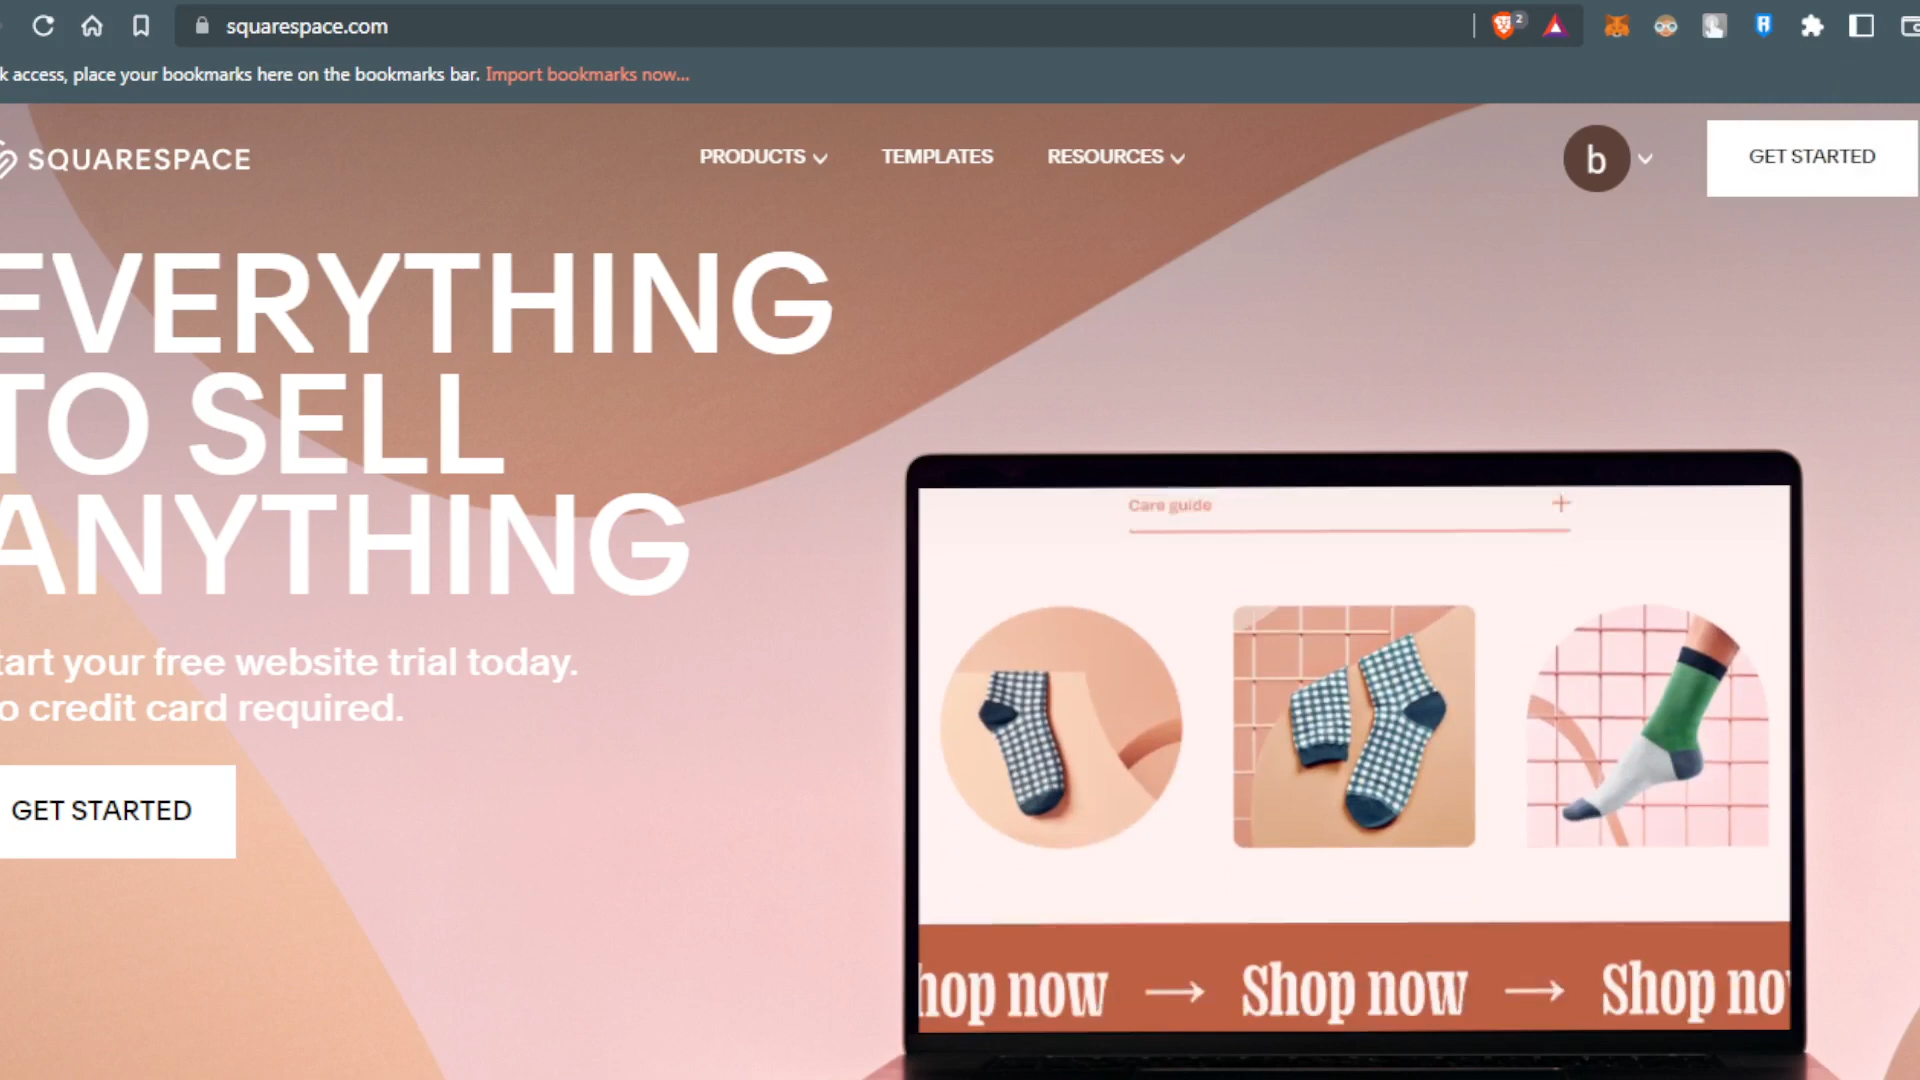 squarespace.com
2
k access, place your bookmarks here on the bookmarks bar. Import bookmarks now...
SQUARESPACE
PRODUCTS
TEMPLATES
RESOURCES
b
GET STARTED
EVERYTHING
TO SELL
ANYTHING
tart your free website trial today.
o credit card required.
GET STARTED
Care guide
hop now → Shop now → Shop no